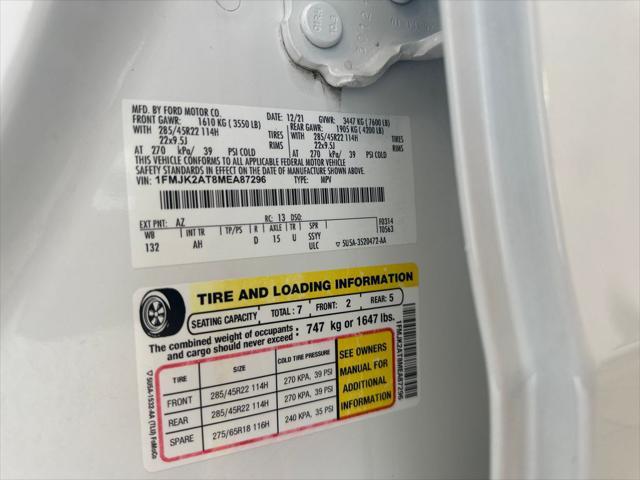 MFD. BY FORD MOTOR CO.
12/21 GVWR: 3447 KG (7600 LB)
FRONT GAWR: 1610 KG (3550 LB) REAR GAWR: 1905 KG (4200 LB)
WITH 285/45R22 114H TIRES WITH 285/45R22 114H TIRES
22x9.5J RIMS 22x9.5J RIMS
AT 270 kPa/ 39 PSI COLD AT 270 kPa/ 39 PSI COLD
THIS VEHICLE CONFORMS TO ALL APPLICABLE FEDERAL MOTOR VEHICLE
SAFETY STANDARDS IN EFFECT ON THE DATE OF MANUFACTURE SHOWN ABOVE.
VIN: 1FMJK2AT8MEA87296 TYPE: MPV
EXT PNT: AZ RC: 13 DSO: F0314
WB INT TR TP/PS R AXLE TR SPR T0563
132 AH D 15 U SSYY
ULC ▽ 5U5A-3520472-AA
TIRE AND LOADING INFORMATION
SEATING CAPACITY TOTAL : 7 FRONT: 2 REAR: 5
The combined weight of occupants
and cargo should never exceed : 747 kg or 1647 lbs.
TIRE SIZE COLD TIRE PRESSURE
FRONT 285/45R22 114H 270 KPA, 39 PSI
REAR 285/45R22 114H 270 KPA, 39 PSI
SPARE 275/65R18 116H 240 KPA, 35 PSI
SEE OWNERS
MANUAL FOR
ADDITIONAL
INFORMATION
1FMJK2AT8MEA87296